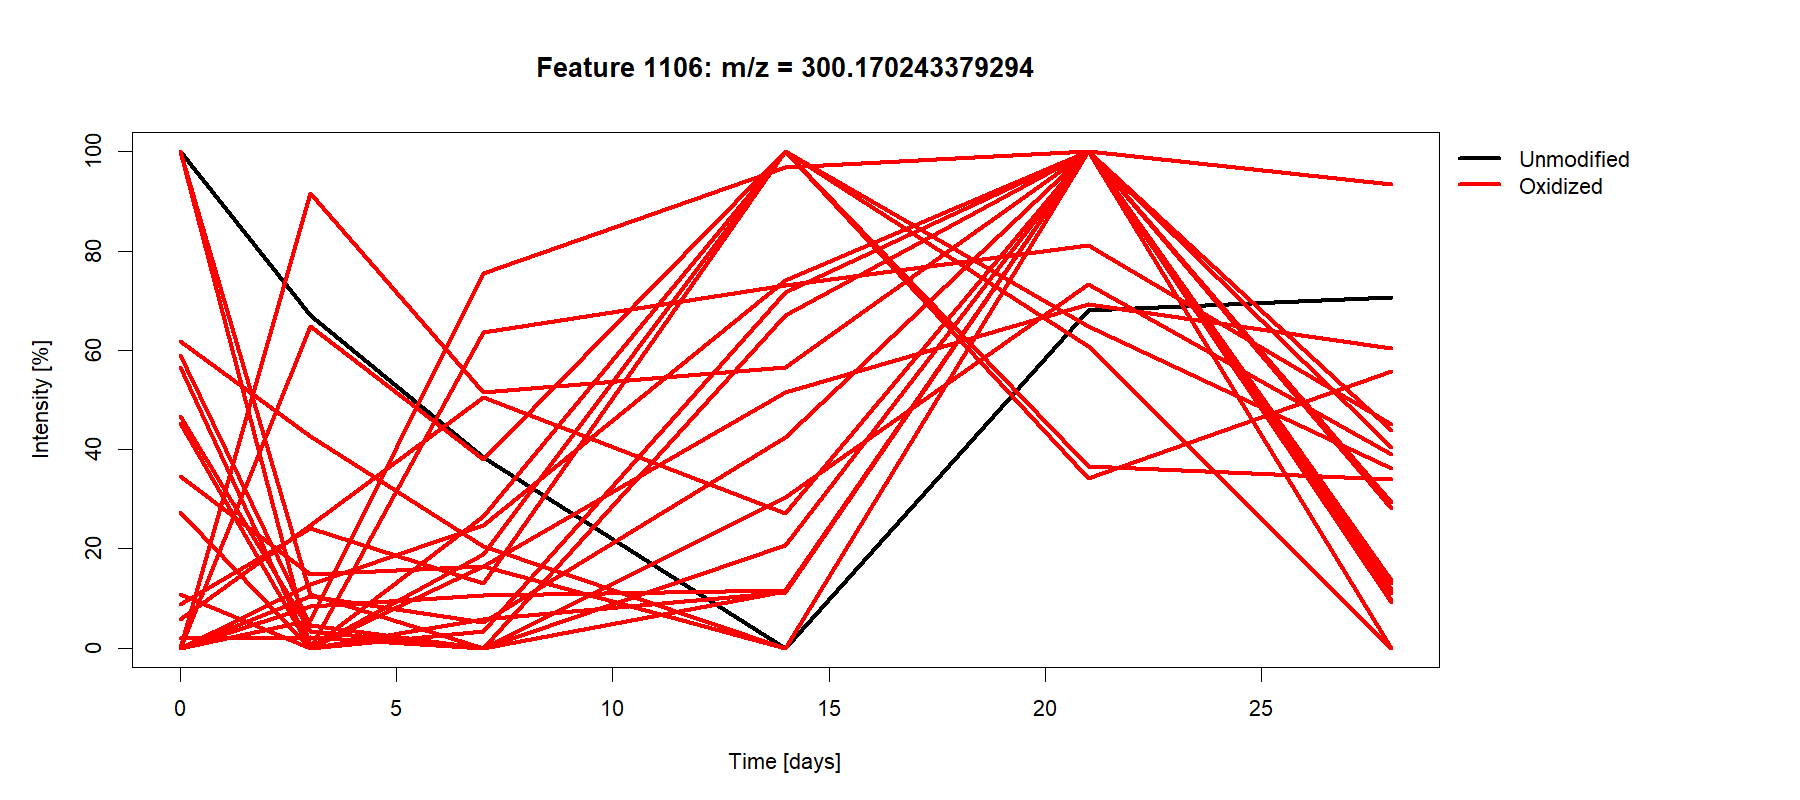 Feature 1106: m/z = 300.170243379294
Unmodified
Oxidized
Intensity [%]
100
80
60
40
20
0
0 5 10 15 20 25
Time [days]